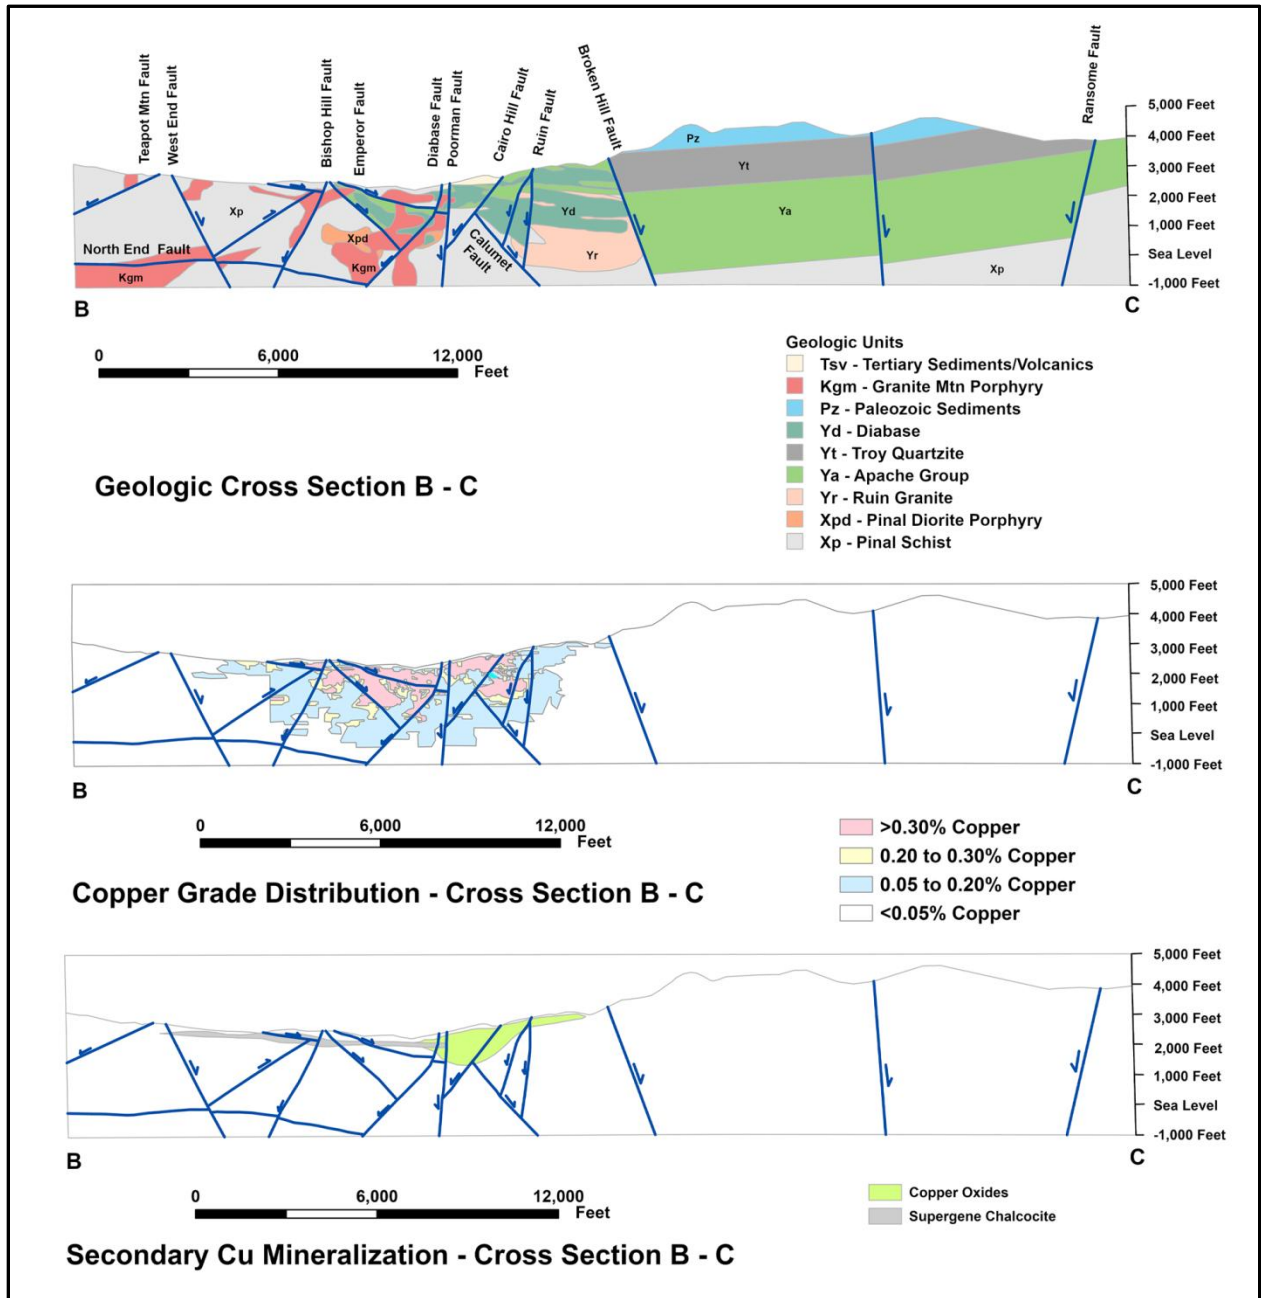 Teapot Mtn Fault
West End Fault
Bishop Hill Fault
Emperor Fault
Diabase Fault
Poorman Fault
Cairo Hill Fault
Ruin Fault
Broken Hill Fault
Ransome Fault
5,000 Feet
4,000 Feet
3,000 Feet
2,000 Feet
1,000 Feet
Sea Level
-1,000 Feet
Pz
Yt
Xp
Yd
Ya
Xpd
North End Fault
Calumet
Fault
Kgm
Kgm
Yr
Xp
B
C
0 6,000 12,000
Feet
Geologic Units
Tsv - Tertiary Sediments/Volcanics
Kgm - Granite Mtn Porphyry
Pz - Paleozoic Sediments
Yd - Diabase
Yt - Troy Quartzite
Ya - Apache Group
Yr - Ruin Granite
Xpd - Pinal Diorite Porphyry
Xp - Pinal Schist
Geologic Cross Section B - C
5,000 Feet
4,000 Feet
3,000 Feet
2,000 Feet
1,000 Feet
Sea Level
-1,000 Feet
B
C
0 6,000 12,000
Feet
>0.30% Copper
0.20 to 0.30% Copper
0.05 to 0.20% Copper
<0.05% Copper
Copper Grade Distribution - Cross Section B - C
5,000 Feet
4,000 Feet
3,000 Feet
2,000 Feet
1,000 Feet
Sea Level
-1,000 Feet
B
C
0 6,000 12,000
Feet
Copper Oxides
Supergene Chalcocite
Secondary Cu Mineralization - Cross Section B - C